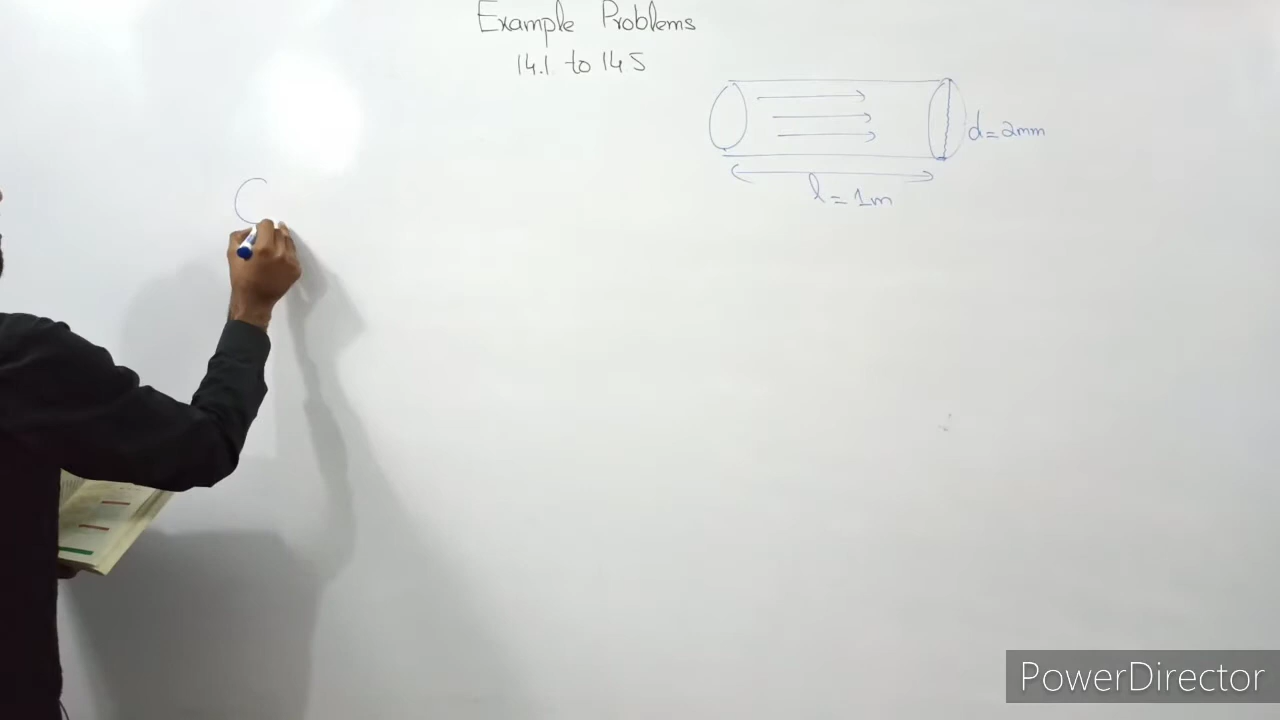 Example Problems
14.1 to 14.5
d=2mm
l=1m
C
PowerDirector